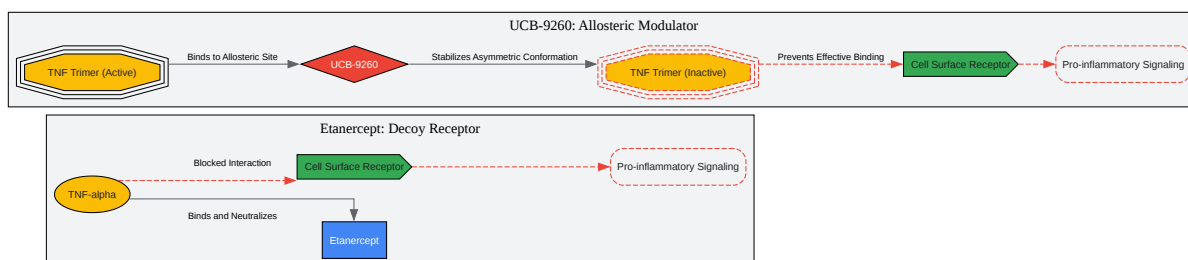 UCB-9260: Allosteric Modulator
TNF Trimer (Active)
Binds to Allosteric Site
UCB-9260
Stabilizes Asymmetric Conformation
TNF Trimer (Inactive)
Prevents Effective Binding
Cell Surface Receptor
Pro-inflammatory Signaling
Etanercept: Decoy Receptor
TNF-alpha
Blocked Interaction
Cell Surface Receptor
Pro-inflammatory Signaling
Binds and Neutralizes
Etanercept